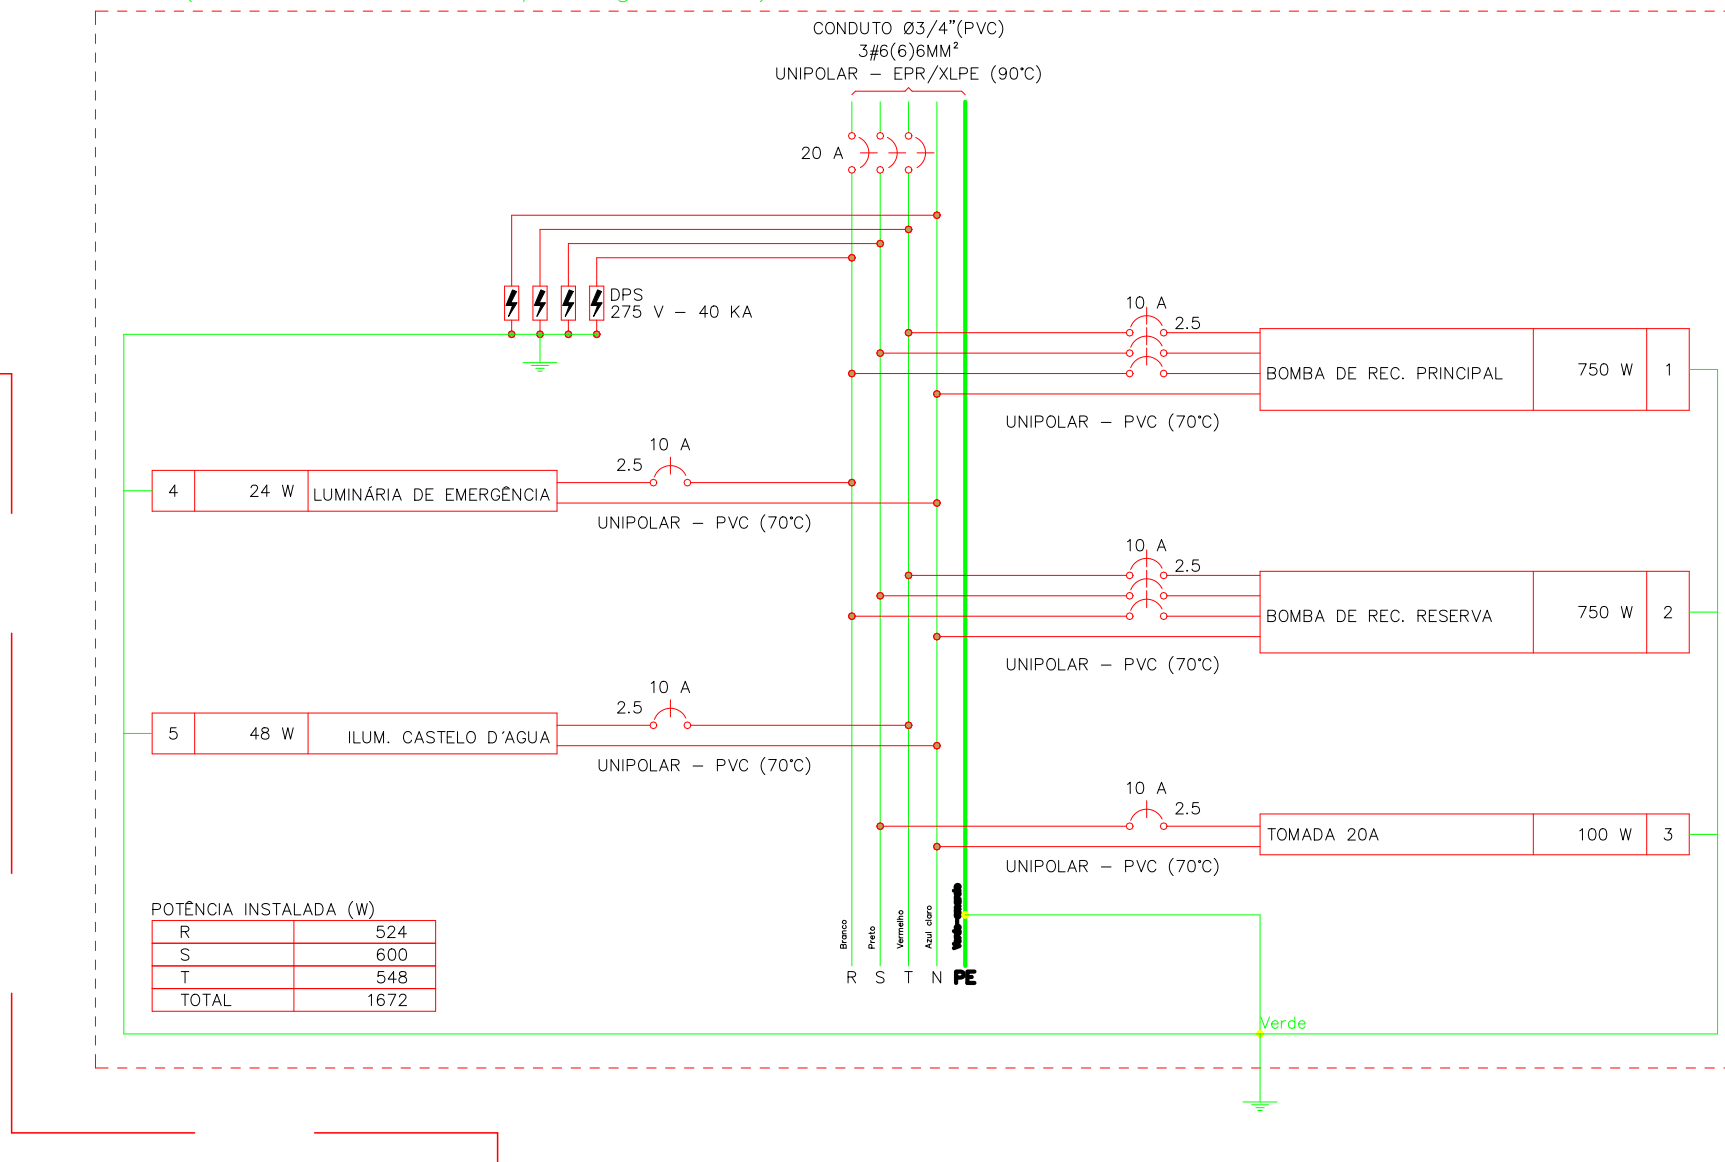 CONDUTO Ø3/4"(PVC)
3#6(6)6MM²
UNIPOLAR – EPR/XLPE (90°C)
20 A
DPS
275 V – 40 KA
10 A
2.5
BOMBA DE REC. PRINCIPAL 750 W 1
UNIPOLAR – PVC (70°C)
10 A
2.5
4 24 W LUMINÁRIA DE EMERGÊNCIA
UNIPOLAR – PVC (70°C)
10 A
2.5
BOMBA DE REC. RESERVA 750 W 2
UNIPOLAR – PVC (70°C)
10 A
2.5
5 48 W ILUM. CASTELO D´AGUA
UNIPOLAR – PVC (70°C)
10 A
2.5
TOMADA 20A 100 W 3
UNIPOLAR – PVC (70°C)
POTÊNCIA INSTALADA (W)
R 524
S 600
T 548
TOTAL 1672
Branco
Preto
Vermelho
Azul claro
Verde-amarelo
R S T N PE
Verde